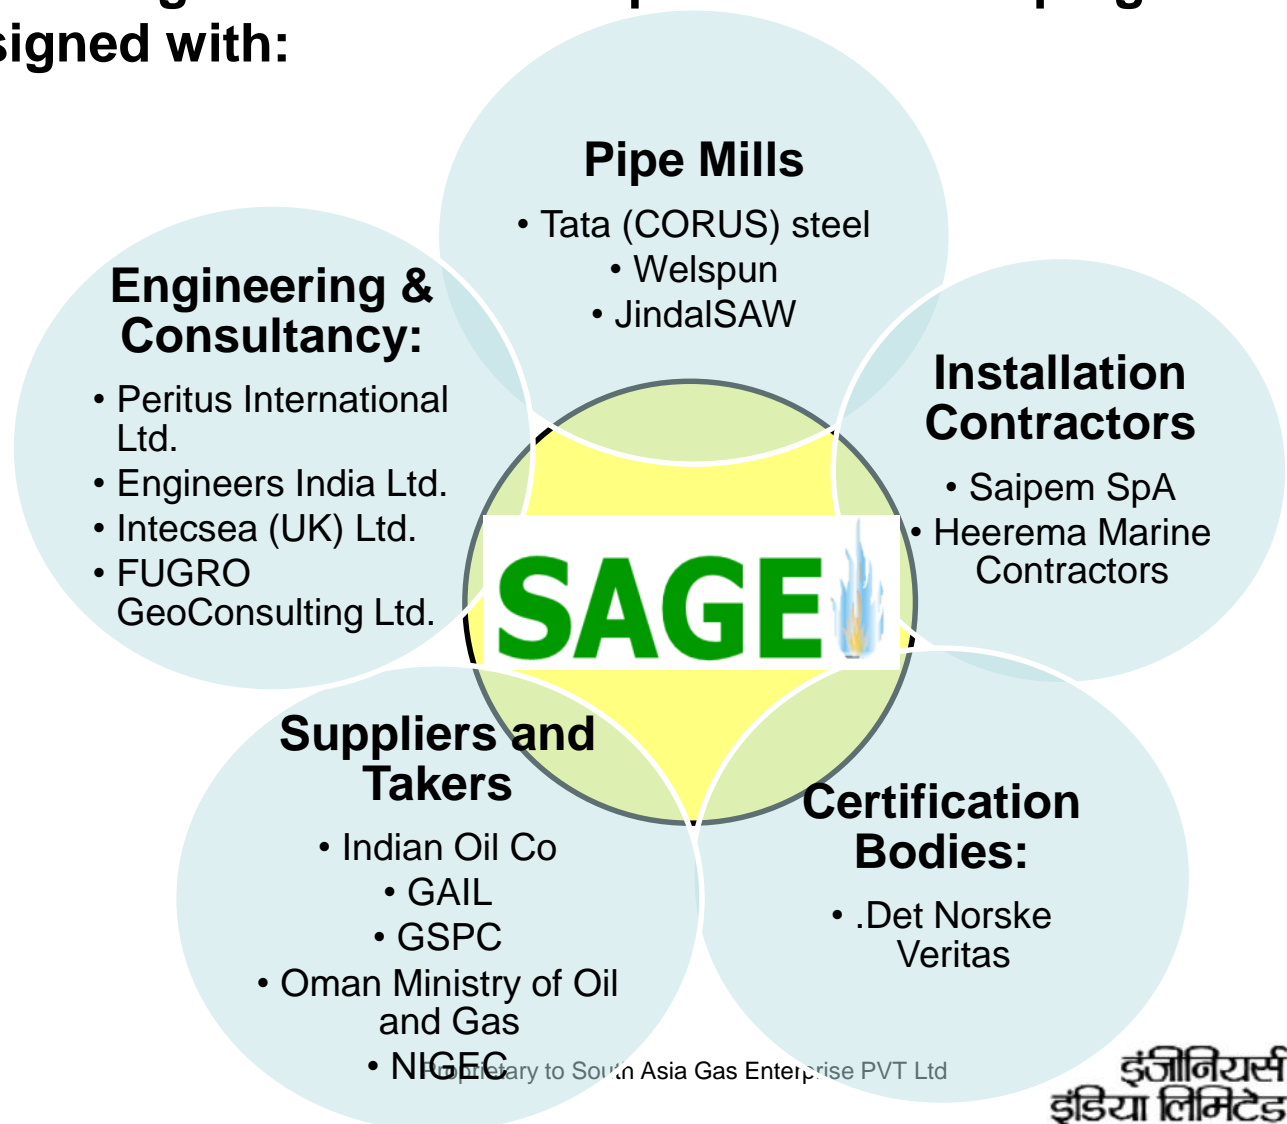 signed with:
Pipe Mills
• Tata (CORUS) steel
• Welspun
• JindalSAW
Engineering &
Consultancy:
• Peritus International
Ltd.
• Engineers India Ltd.
• Intecsea (UK) Ltd.
• FUGRO
GeoConsulting Ltd.
Installation
Contractors
• Saipem SpA
• Heerema Marine
Contractors
SAGE
Suppliers and
Takers
• Indian Oil Co
• GAIL
• GSPC
• Oman Ministry of Oil
and Gas
• NIGEC
Certification
Bodies:
• .Det Norske
Veritas
Proprietary to South Asia Gas Enterprise PVT Ltd
इंजीनियर्स
इंडिया लिमिटेड